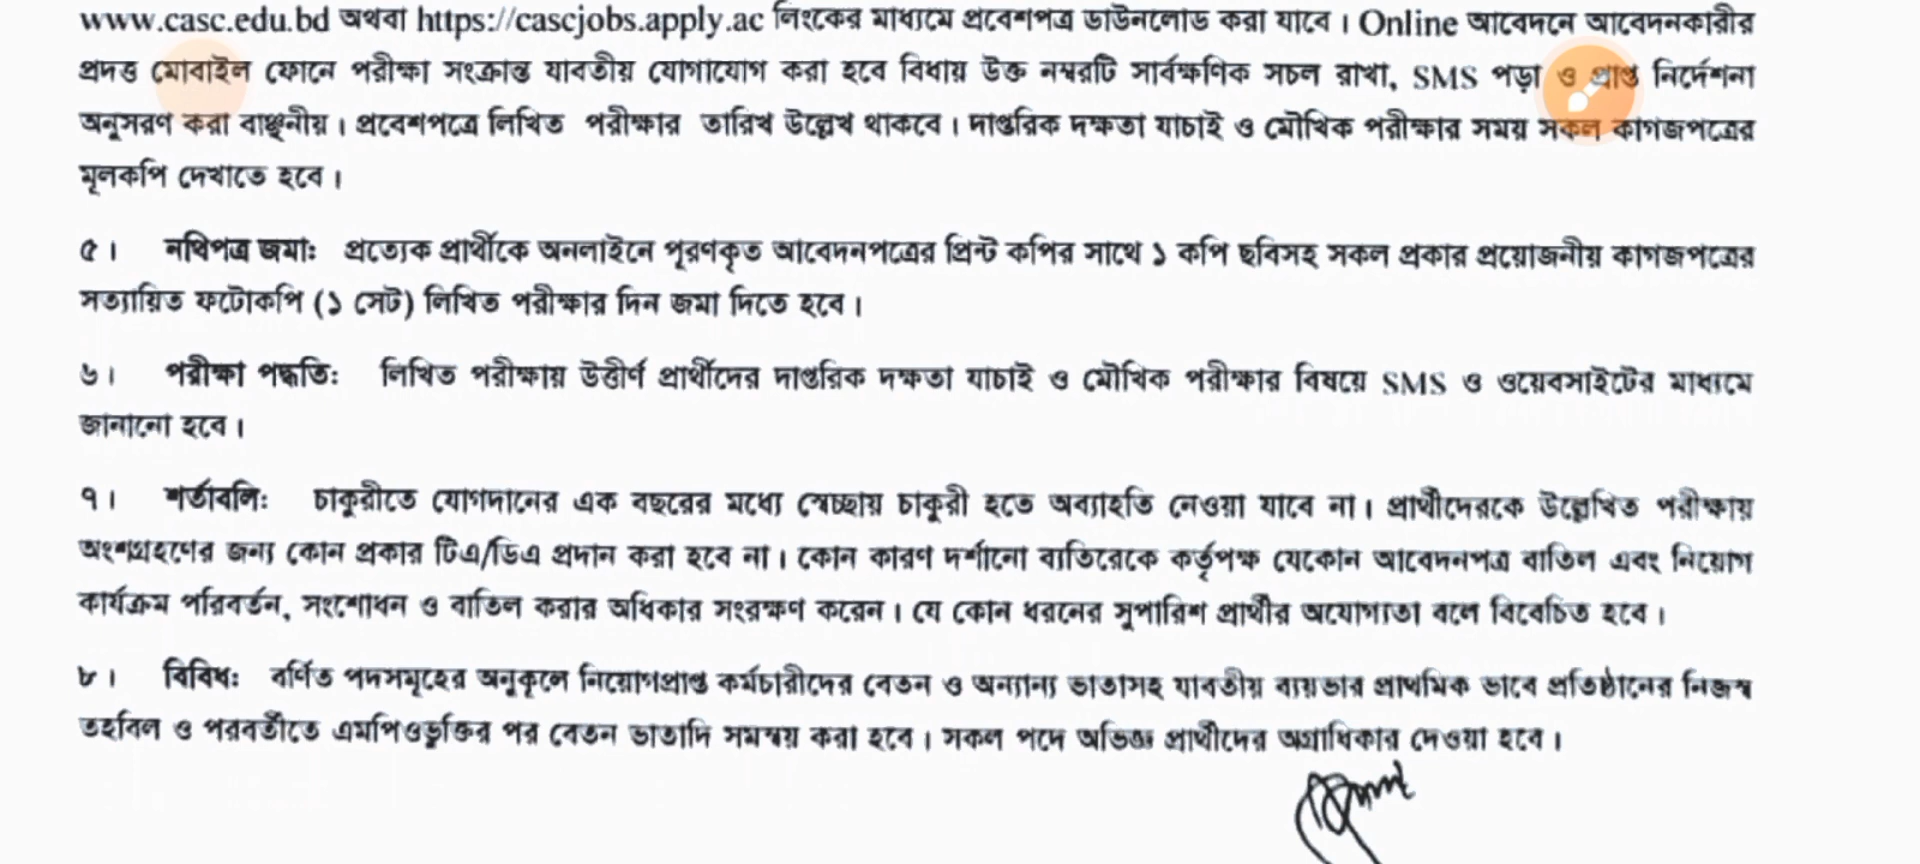 www.casc.edu.bd অথবা https://cascjobs.apply.ac লিংকের মাধ্যমে প্রবেশপত্র ডাউনলোড করা যাবে। Online আবেদনে আবেদনকারীর
প্রদত্ত মোবাইল ফোনে পরীক্ষা সংক্রান্ত যাবতীয় যোগাযোগ করা হবে বিধায় উক্ত নম্বরটি সার্বক্ষণিক সচল রাখা, SMS পড়া ও প্রাপ্ত নির্দেশনা
অনুসরণ করা বাঞ্ছনীয়। প্রবেশপত্রে লিখিত পরীক্ষার তারিখ উল্লেখ থাকবে। দাপ্তরিক দক্ষতা যাচাই ও মৌখিক পরীক্ষার সময় সকল কাগজপত্রের
মূলকপি দেখাতে হবে।
৫। নথিপত্র জমাঃ প্রত্যেক প্রার্থীকে অনলাইনে পূরণকৃত আবেদনপত্রের প্রিন্ট কপির সাথে ১ কপি ছবিসহ সকল প্রকার প্রয়োজনীয় কাগজপত্রের
সত্যায়িত ফটোকপি (১ সেট) লিখিত পরীক্ষার দিন জমা দিতে হবে।
৬। পরীক্ষা পদ্ধতিঃ লিখিত পরীক্ষায় উত্তীর্ণ প্রার্থীদের দাপ্তরিক দক্ষতা যাচাই ও মৌখিক পরীক্ষার বিষয়ে SMS ও ওয়েবসাইটের মাধ্যমে
জানানো হবে।
৭। শর্তাবলিঃ চাকুরীতে যোগদানের এক বছরের মধ্যে স্বেচ্ছায় চাকুরী হতে অব্যাহতি নেওয়া যাবে না। প্রার্থীদেরকে উল্লেখিত পরীক্ষায়
অংশগ্রহণের জন্য কোন প্রকার টিএ/ডিএ প্রদান করা হবে না। কোন কারণ দর্শানো ব্যতিরেকে কর্তৃপক্ষ যেকোন আবেদনপত্র বাতিল এবং নিয়োগ
কার্যক্রম পরিবর্তন, সংশোধন ও বাতিল করার অধিকার সংরক্ষণ করেন। যে কোন ধরনের সুপারিশ প্রার্থীর অযোগ্যতা বলে বিবেচিত হবে।
৮। বিবিধঃ বর্ণিত পদসমূহের অনুকূলে নিয়োগপ্রাপ্ত কর্মচারীদের বেতন ও অন্যান্য ভাতাসহ যাবতীয় ব্যয়ভার প্রাথমিক ভাবে প্রতিষ্ঠানের নিজস্ব
তহবিল ও পরবর্তীতে এমপিওভুক্তির পর বেতন ভাতাদি সমন্বয় করা হবে। সকল পদে অভিজ্ঞ প্রার্থীদের অগ্রাধিকার দেওয়া হবে।